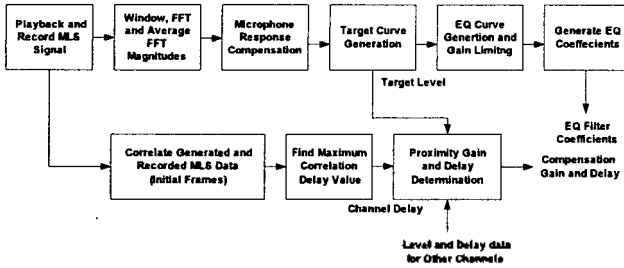 Playback and
Record MLS
Signal
Window, FFT
and Average
FFT
Magnitudes
Microphone
Response
Compensation
Target Curve
Generation
EQ Curve
Genertion and
Gain Limitng
Generate EQ
Coeffecients
Target Level
EQ Filter
Coefficients
Correlate Generated and
Recorded MLS Data
(Initial Frames)
Find Maximum
Correlation
Delay Value
Proximity Gain
and Delay
Determination
Compensation
Gain and Delay
Channel Delay
Level and Delay data
for Other Channels